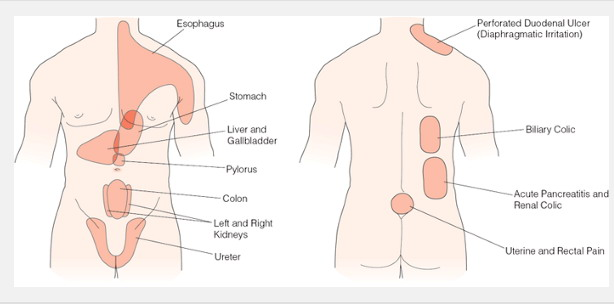 Esophagus
Stomach
Liver and
Gallbladder
Pylorus
Colon
Left and Right
Kidneys
Ureter
Perforated Duodenal Ulcer
(Diaphragmatic Irritation)
Biliary Colic
Acute Pancreatitis and
Renal Colic
Uterine and Rectal Pain